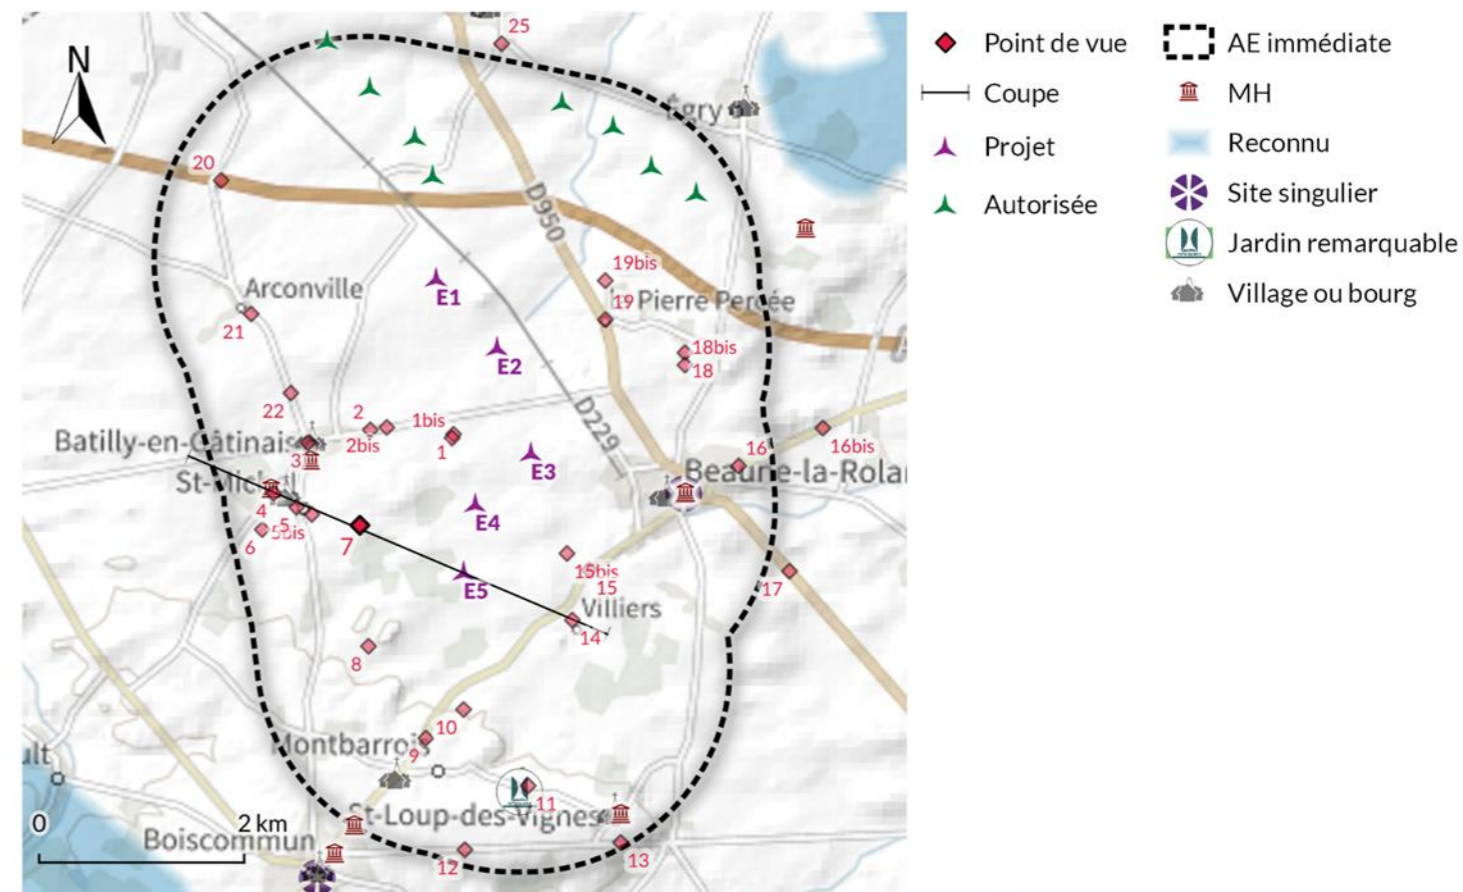 25
Point de vue
AE immédiate
N
Coupe
MH
Égry
Projet
Reconnu
20
D950
Autorisée
Site singulier
Jardin remarquable
Village ou bourg
19bis
Arconville
E1
19
Pierre Percée
21
18bis
E2
18
22
2
1bis
D229
2bis
1
16
16bis
Batilly-en-Gâtinais
3
E3
Beaune-la-Rola
St-Michel
4
5
5bis
6
7
E4
15bis
15
17
E5
Villiers
14
8
10
Montbarrois
9
ult
11
St-Loup-des-Vignes
0
2 km
Boiscommun
12
13